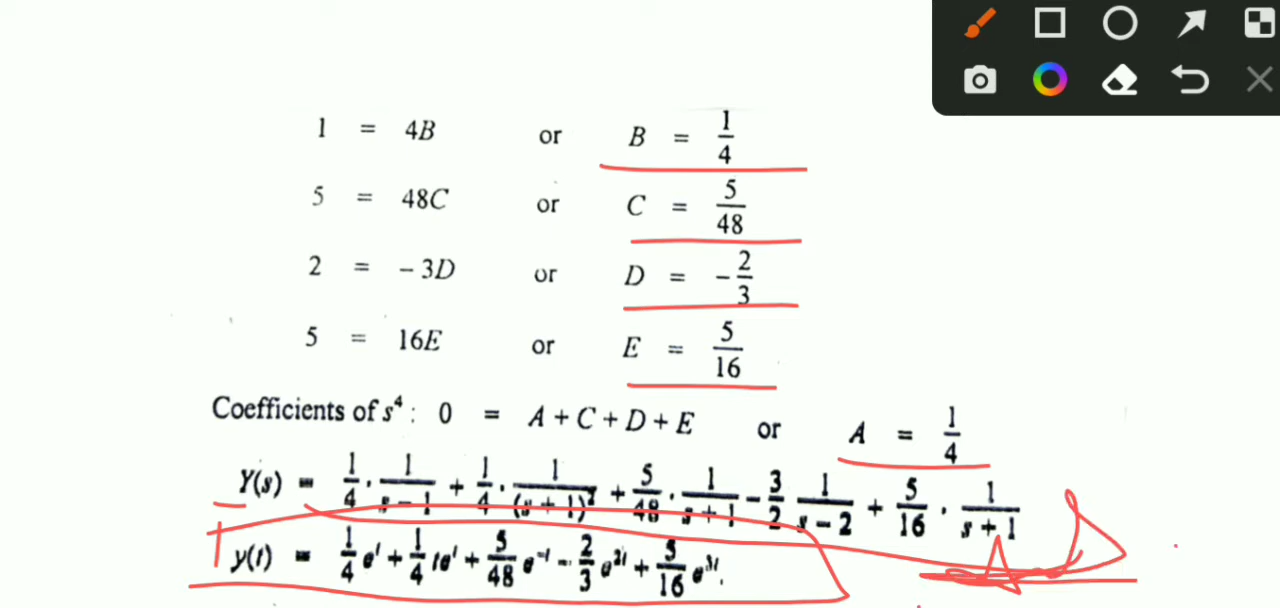 1 = 4B or B = 1/4
5 = 48C or C = 5/48
2 = – 3D or D = – 2/3
5 = 16E or E = 5/16
Coefficients of s⁴ : 0 = A + C + D + E or A = 1/4
Y(s) = 1/4 · 1/(s – 1) + 1/4 · 1/(s + 1)² + 5/48 · 1/(s + 1) – 3/2 1/(s – 2) + 5/16 · 1/(s + 1)
y(t) = 1/4 eᵗ + 1/4 teᵗ + 5/48 e⁻ᵗ – 2/3 e²ᵗ + 5/16 e³ᵗ.